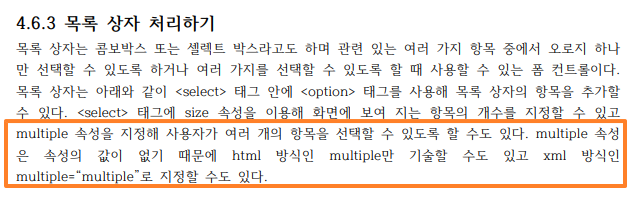 4.6.3 목록 상자 처리하기
목록 상자는 콤보박스 또는 셀렉트 박스라고도 하며 관련 있는 여러 가지 항목 중에서 오로지 하나
만 선택할 수 있도록 하거나 여러 가지를 선택할 수 있도록 할 때 사용할 수 있는 폼 컨트롤이다.
목록 상자는 아래와 같이 <select> 태그 안에 <option> 태그를 사용해 목록 상자의 항목을 추가할
수 있다. <select> 태그에 size 속성을 이용해 화면에 보여 지는 항목의 개수를 지정할 수 있고
multiple 속성을 지정해 사용자가 여러 개의 항목을 선택할 수 있도록 할 수도 있다. multiple 속성
은 속성의 값이 없기 때문에 html 방식인 multiple만 기술할 수도 있고 xml 방식인
multiple=“multiple”로 지정할 수도 있다.